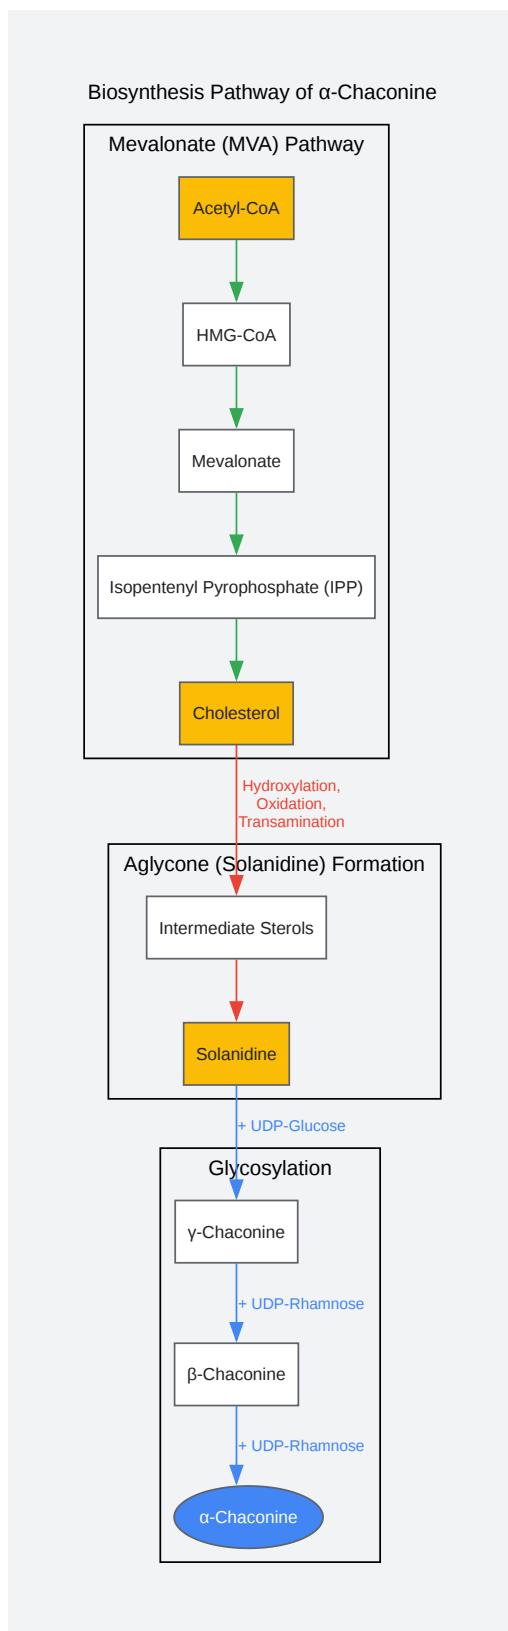 Biosynthesis Pathway of α-Chaconine
Mevalonate (MVA) Pathway
Acetyl-CoA
HMG-CoA
Mevalonate
Isopentenyl Pyrophosphate (IPP)
Cholesterol
Hydroxylation,
Oxidation,
Transamination
Aglycone (Solanidine) Formation
Intermediate Sterols
Solanidine
+ UDP-Glucose
Glycosylation
γ-Chaconine
+ UDP-Rhamnose
β-Chaconine
+ UDP-Rhamnose
α-Chaconine